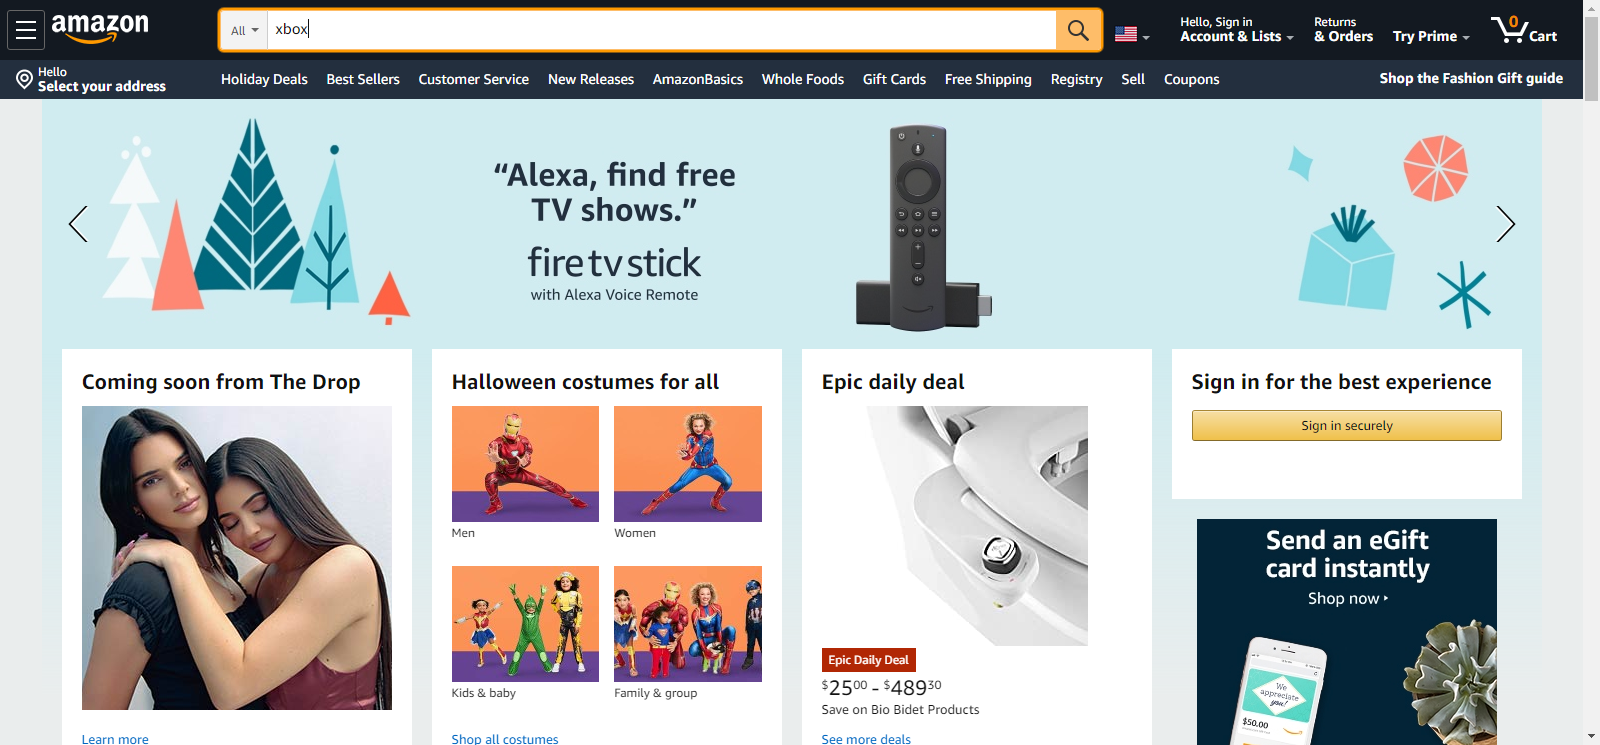 amazon
All
xbox
Hello, Sign in
Account & Lists
Returns
& Orders
Try Prime
0
Cart
Hello
Select your address
Holiday Deals
Best Sellers
Customer Service
New Releases
AmazonBasics
Whole Foods
Gift Cards
Free Shipping
Registry
Sell
Coupons
Shop the Fashion Gift guide
“Alexa, find free
TV shows.”
fire tv stick
with Alexa Voice Remote
Coming soon from The Drop
Learn more
Halloween costumes for all
Men
Women
Kids & baby
Family & group
Shop all costumes
Epic daily deal
Epic Daily Deal
$2500 - $48930
Save on Bio Bidet Products
See more deals
Sign in for the best experience
Sign in securely
Send an eGift
card instantly
Shop now
We
appreciate
you!
$50.00